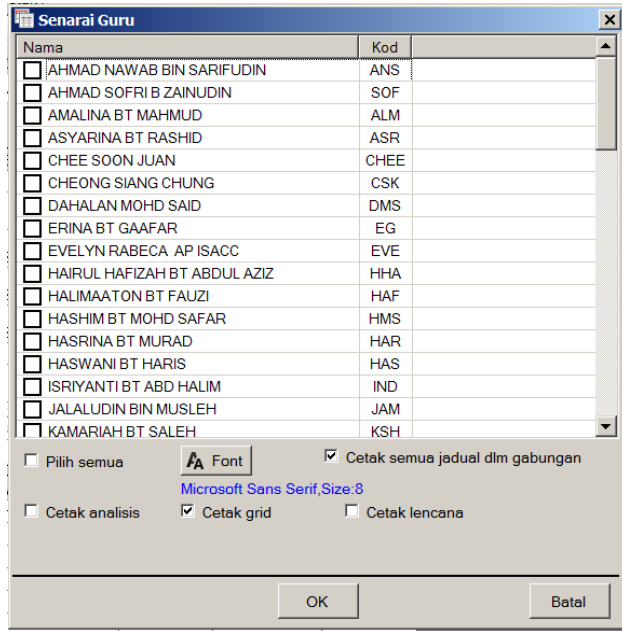 Senarai Guru
Nama Kod
AHMAD NAWAB BIN SARIFUDIN ANS
AHMAD SOFRI B ZAINUDIN SOF
AMALINA BT MAHMUD ALM
ASYARINA BT RASHID ASR
CHEE SOON JUAN CHEE
CHEONG SIANG CHUNG CSK
DAHALAN MOHD SAID DMS
ERINA BT GAAFAR EG
EVELYN RABECA  AP ISACC EVE
HAIRUL HAFIZAH BT ABDUL AZIZ HHA
HALIMAATON BT FAUZI HAF
HASHIM BT MOHD SAFAR HMS
HASRINA BT MURAD HAR
HASWANI BT HARIS HAS
ISRIYANTI BT ABD HALIM IND
JALALUDIN BIN MUSLEH JAM
KAMARIAH BT SALEH KSH
Pilih semua Font Cetak semua jadual dlm gabungan
Microsoft Sans Serif,Size:8
Cetak analisis Cetak grid Cetak lencana
OK Batal